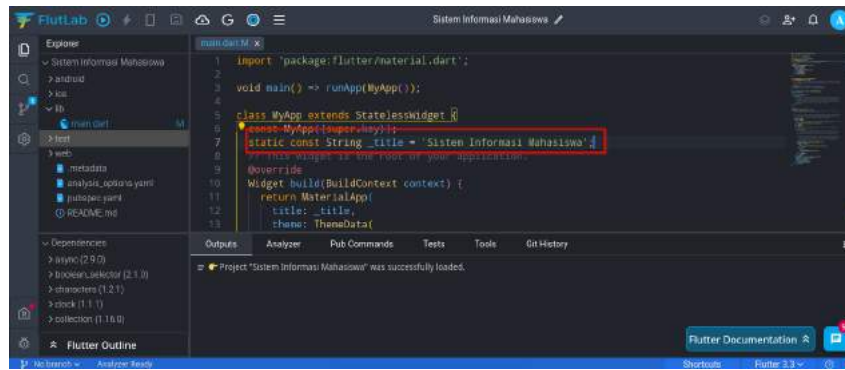 FlutLab
Sistem Informasi Mahasiswa
Explorer
Sistem Informasi Mahasiswa
android
ios
lib
main.dart M
test
web
.metadata
analysis_options.yaml
pubspec.yaml
README.md
Dependencies
async (2.9.0)
boolean_selector (2.1.0)
characters (1.2.1)
clock (1.1.1)
collection (1.16.0)
Flutter Outline
main.dart M x
1 import 'package:flutter/material.dart';
2
3 void main() => runApp(MyApp());
4
5 class MyApp extends StatelessWidget {
6 const MyApp({super.key});
7 static const String _title = 'Sistem Informasi Mahasiswa';
8 // This widget is the root of your application.
9 @override
10 Widget build(BuildContext context) {
11 return MaterialApp(
12 title: _title,
13 theme: ThemeData(
Outputs Analyzer Pub Commands Tests Tools Git History
Project "Sistem Informasi Mahasiswa" was successfully loaded.
Flutter Documentation
No branch Analyzer Ready Shortcuts Flutter 3.3